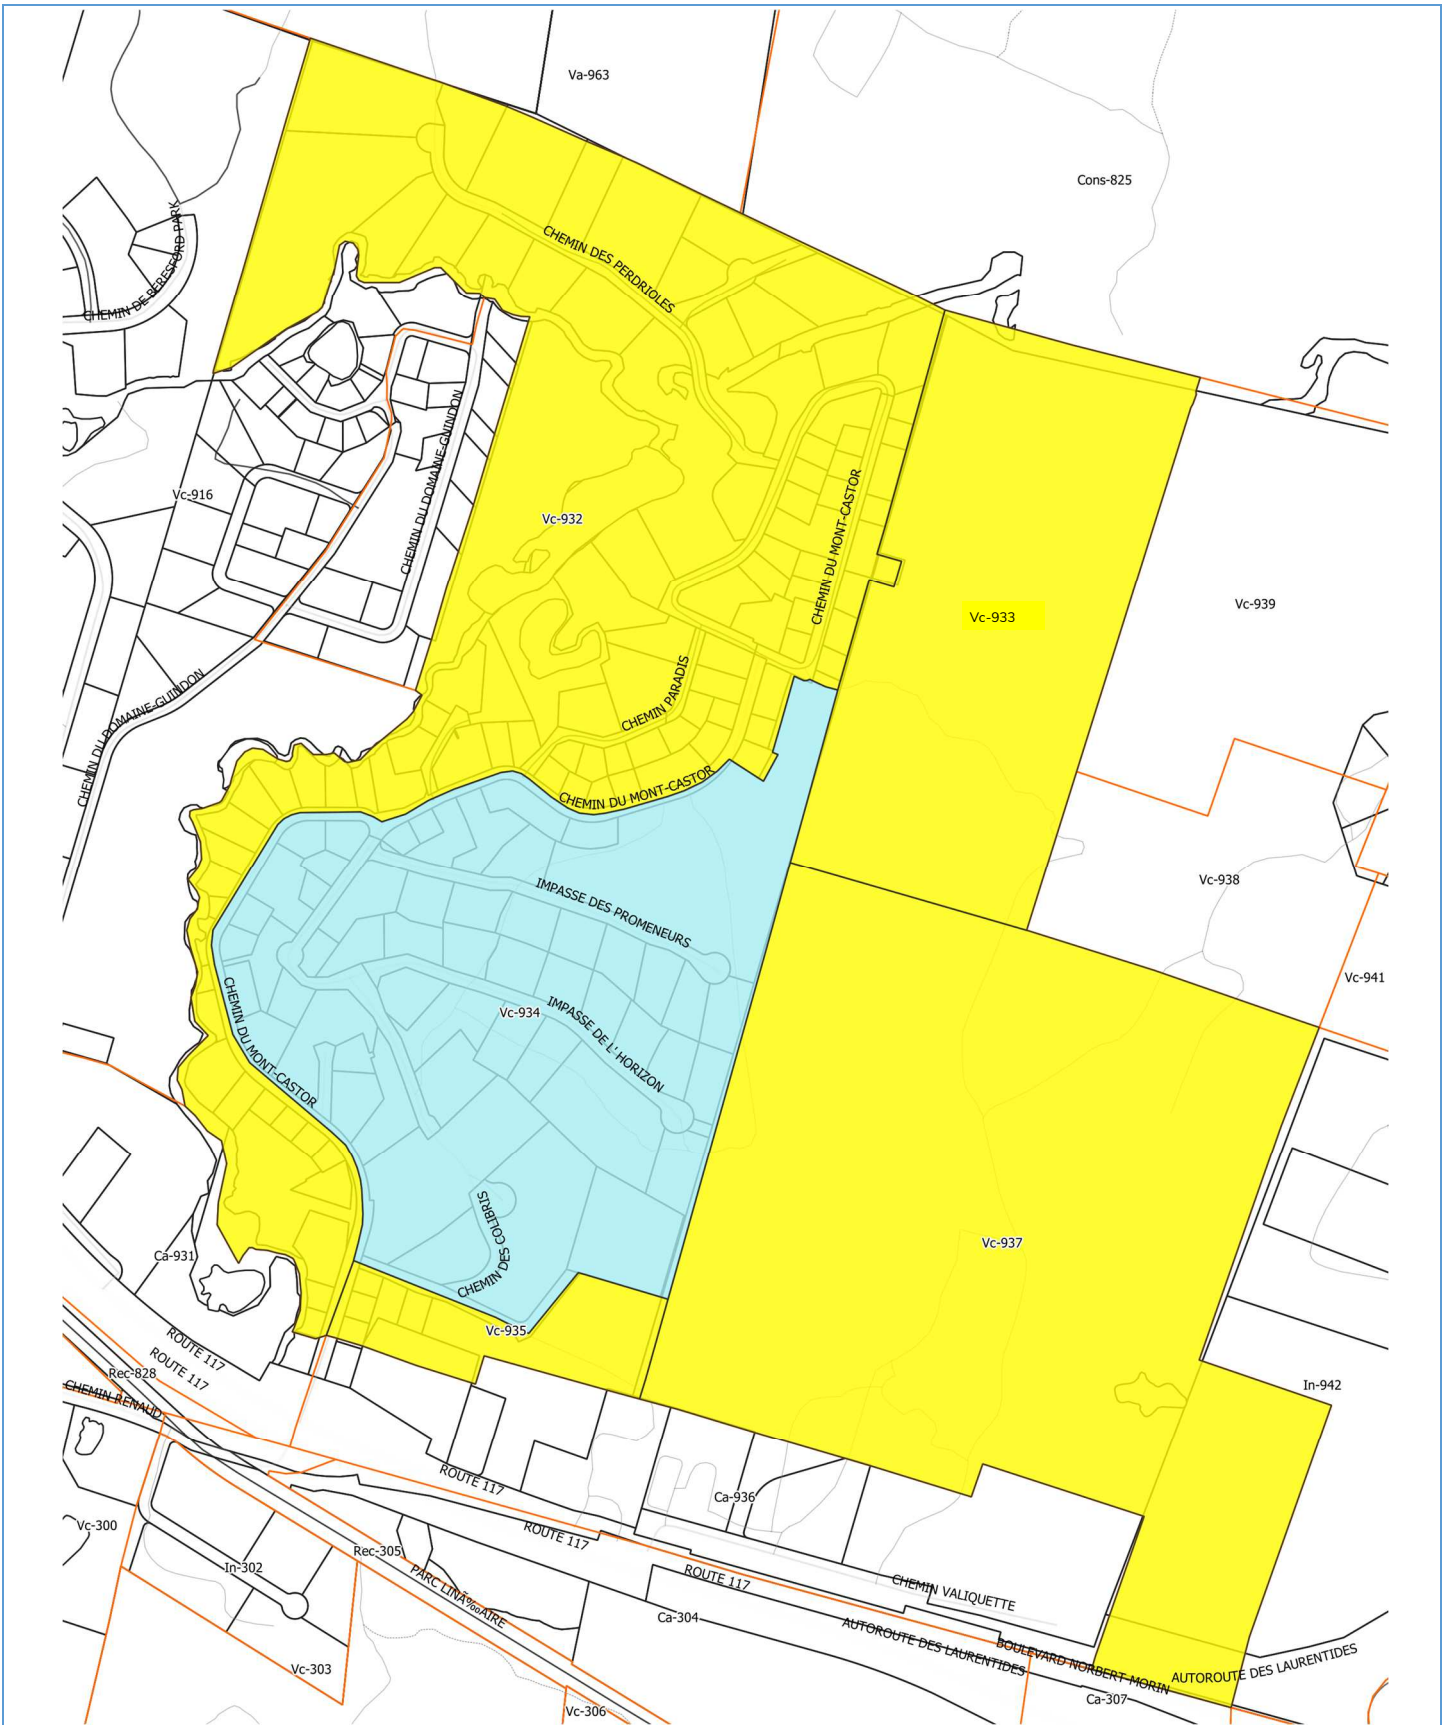 Va-963
Cons-825
CHEMIN DE BERESFORD PARK
CHEMIN DES PERDRIOLES
CHEMIN DU DOMAINE-GUINDON
Vc-916
Vc-932
CHEMIN DU MONT-CASTOR
Vc-933
Vc-939
CHEMIN PARADIS
CHEMIN DU DOMAINE-GUINDON
CHEMIN DU MONT-CASTOR
IMPASSE DES PROMENEURS
Vc-938
Vc-941
CHEMIN DU MONT-CASTOR
Vc-934
IMPASSE DE L' HORIZON
CHEMIN DES COLIBRIS
Vc-937
Ca-931
Vc-935
ROUTE 117
ROUTE 117
Rec-828
CHEMIN RENAUD
In-942
ROUTE 117
Ca-936
Vc-300
ROUTE 117
In-302
Rec-305
PARC LINÃ‰AIRE
ROUTE 117
CHEMIN VALIQUETTE
Ca-304
AUTOROUTE DES LAURENTIDES
BOULEVARD NORBERT-MORIN
AUTOROUTE DES LAURENTIDES
Vc-303
Ca-307
Vc-306